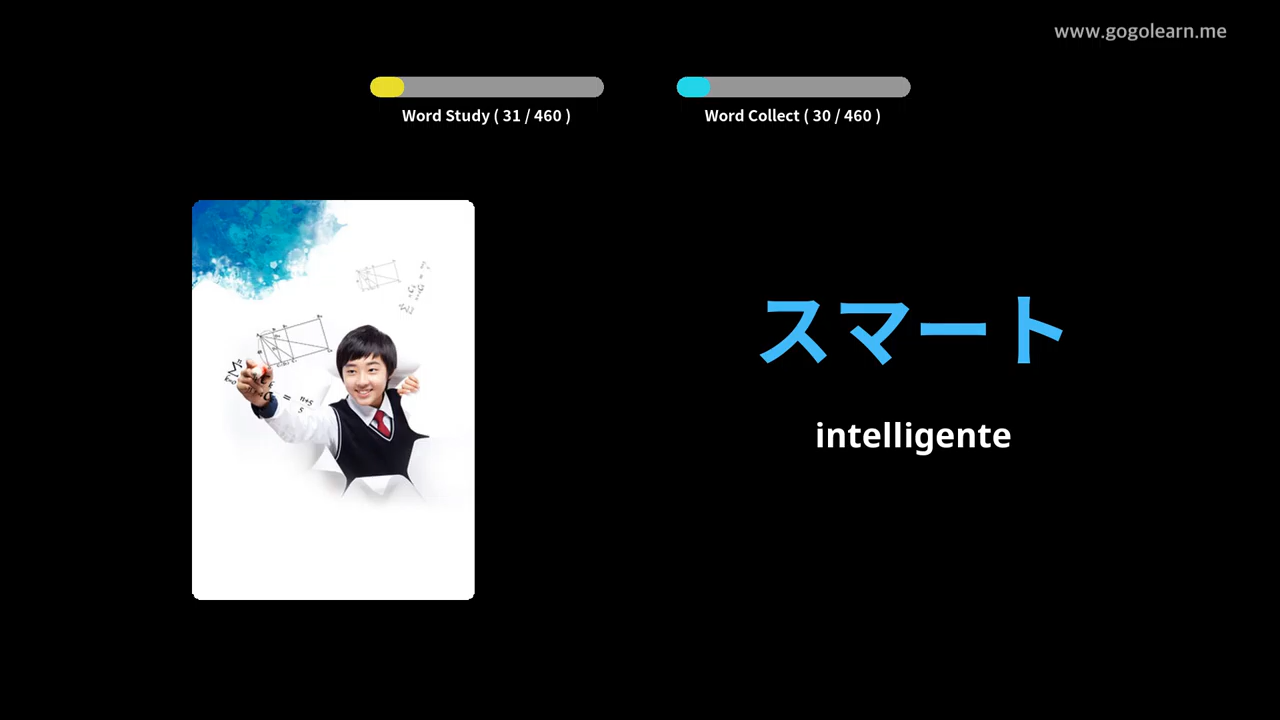 www.gogolearn.me
Word Study ( 31 / 460 )
Word Collect ( 30 / 460 )
スマート
intelligente